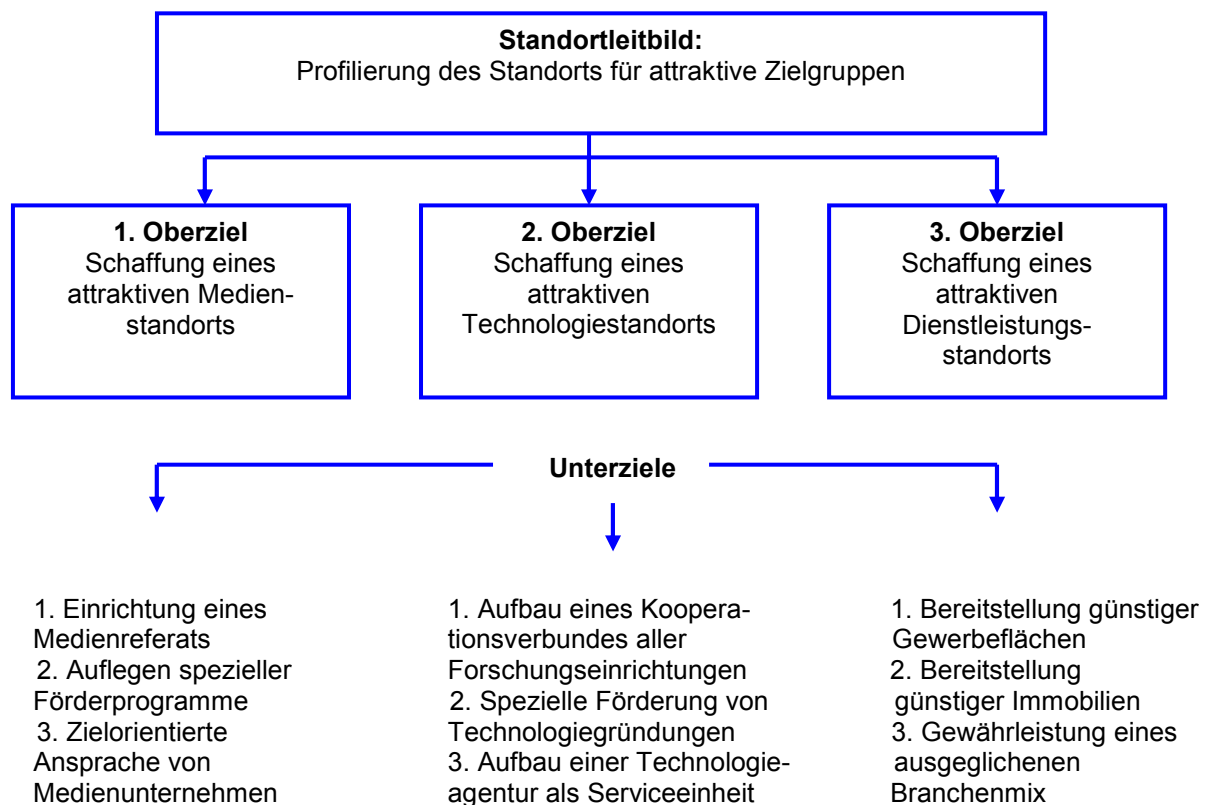 Standortleitbild:
Profilierung des Standorts für attraktive Zielgruppen
1. Oberziel
Schaffung eines
attraktiven Medien-
standorts
2. Oberziel
Schaffung eines
attraktiven
Technologiestandorts
3. Oberziel
Schaffung eines
attraktiven
Dienstleistungs-
standorts
Unterziele
1. Einrichtung eines
Medienreferats
2. Auflegen spezieller
Förderprogramme
3. Zielorientierte
Ansprache von
Medienunternehmen
1. Aufbau eines Koopera-
tionsverbundes aller
Forschungseinrichtungen
2. Spezielle Förderung von
Technologiegründungen
3. Aufbau einer Technologie-
agentur als Serviceeinheit
1. Bereitstellung günstiger
Gewerbeflächen
2. Bereitstellung
günstiger Immobilien
3. Gewährleistung eines
ausgeglichenen
Branchenmix